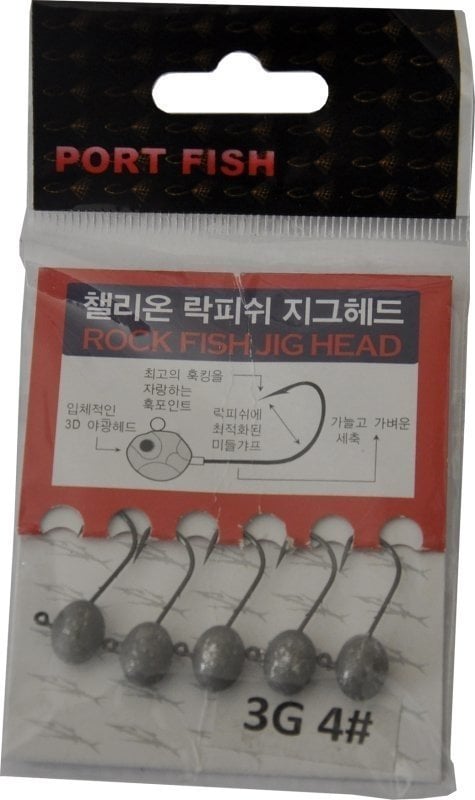 PORT FISH
챌리온 락피쉬 지그헤드
ROCK FISH JIG HEAD
최고의 훅킹을
자랑하는
훅포인트
입체적인
3D 야광헤드
락피쉬에
최적화된
미들갸프
가늘고 가벼운
세축
3G 4#